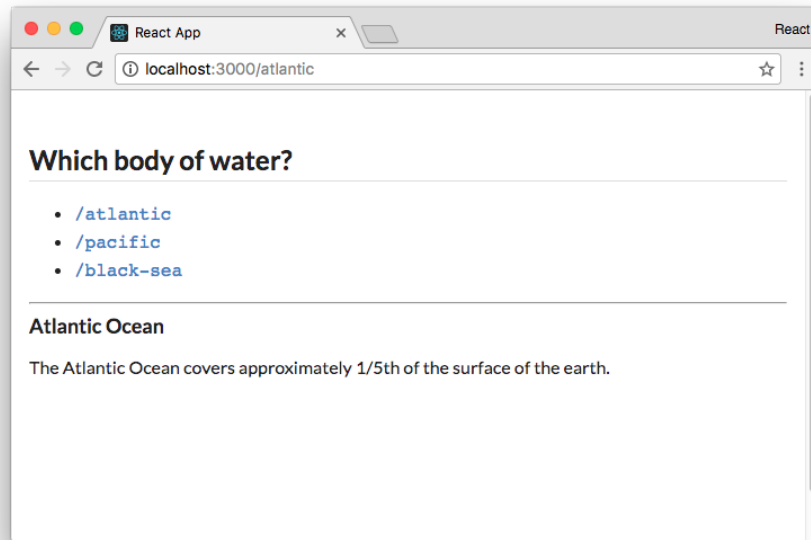 React App
React
localhost:3000/atlantic
Which body of water?
/atlantic
/pacific
/black-sea
Atlantic Ocean
The Atlantic Ocean covers approximately 1/5th of the surface of the earth.